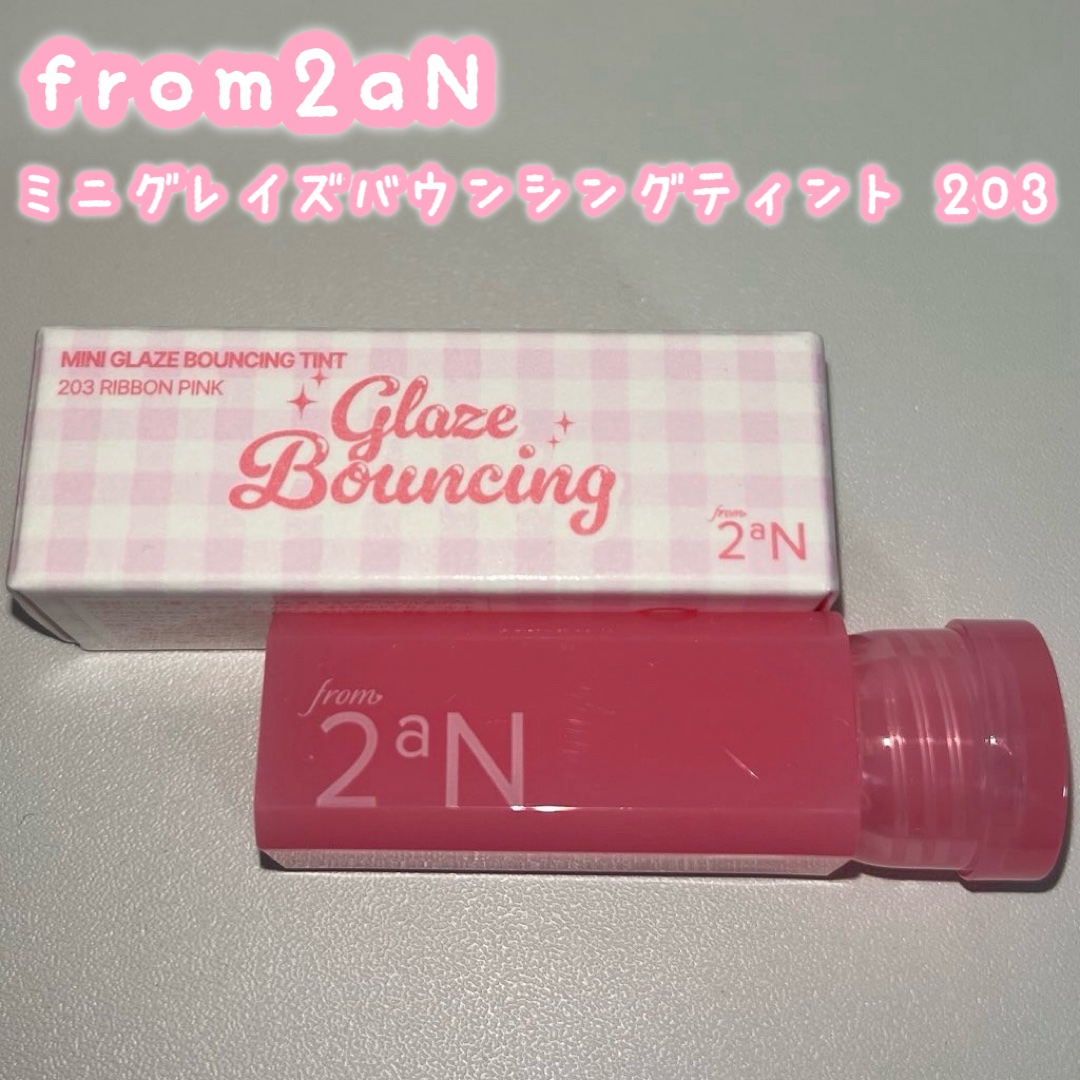 from2aN
ミニグレイズバウンシングティント 203
MINI GLAZE BOUNCING TINT
203 RIBBON PINK
Glaze
Bouncing
from
2aN
from
2aN